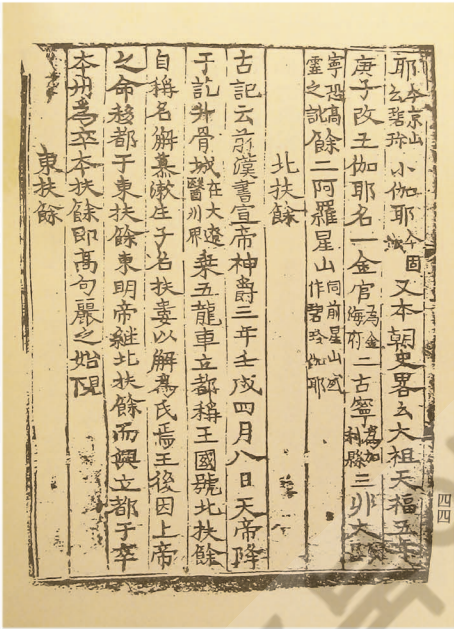 耶今京山玄碧珍小伽耶今固城又本朝史畧云大祖天福五年
庚子改五伽耶名一金官為金海府二古寧為加利縣三非火
寧恐高靈之訛餘二阿羅星山同前星山或作碧珍伽耶
北扶餘
古記云前漢書宣帝神爵三年壬戌四月八日天帝降
于訖升骨城在大遼醫州界乘五龍車立都稱王國號北扶餘
自稱名解慕漱生子名扶婁以解為氏焉王後因上帝
之命移都于東扶餘東明帝継北扶餘而興立都于卒
本州為卒本扶餘即高句麗之始
東扶餘
四四